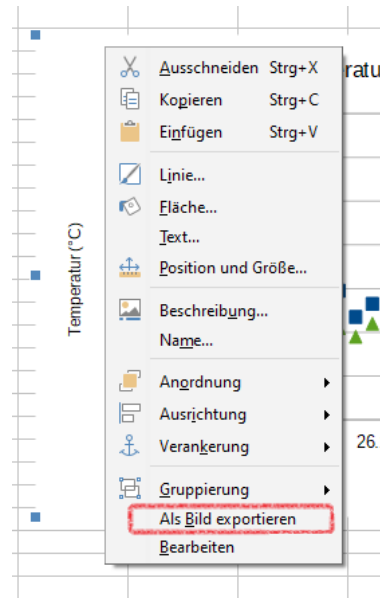 Ausschneiden Strg+X
Kopieren Strg+C
Einfügen Strg+V
Linie...
Fläche...
Text...
Position und Größe...
Beschreibung...
Name...
Anordnung
Ausrichtung
Verankerung
Gruppierung
Als Bild exportieren
Bearbeiten
Temperatur (°C)
ratu
26.